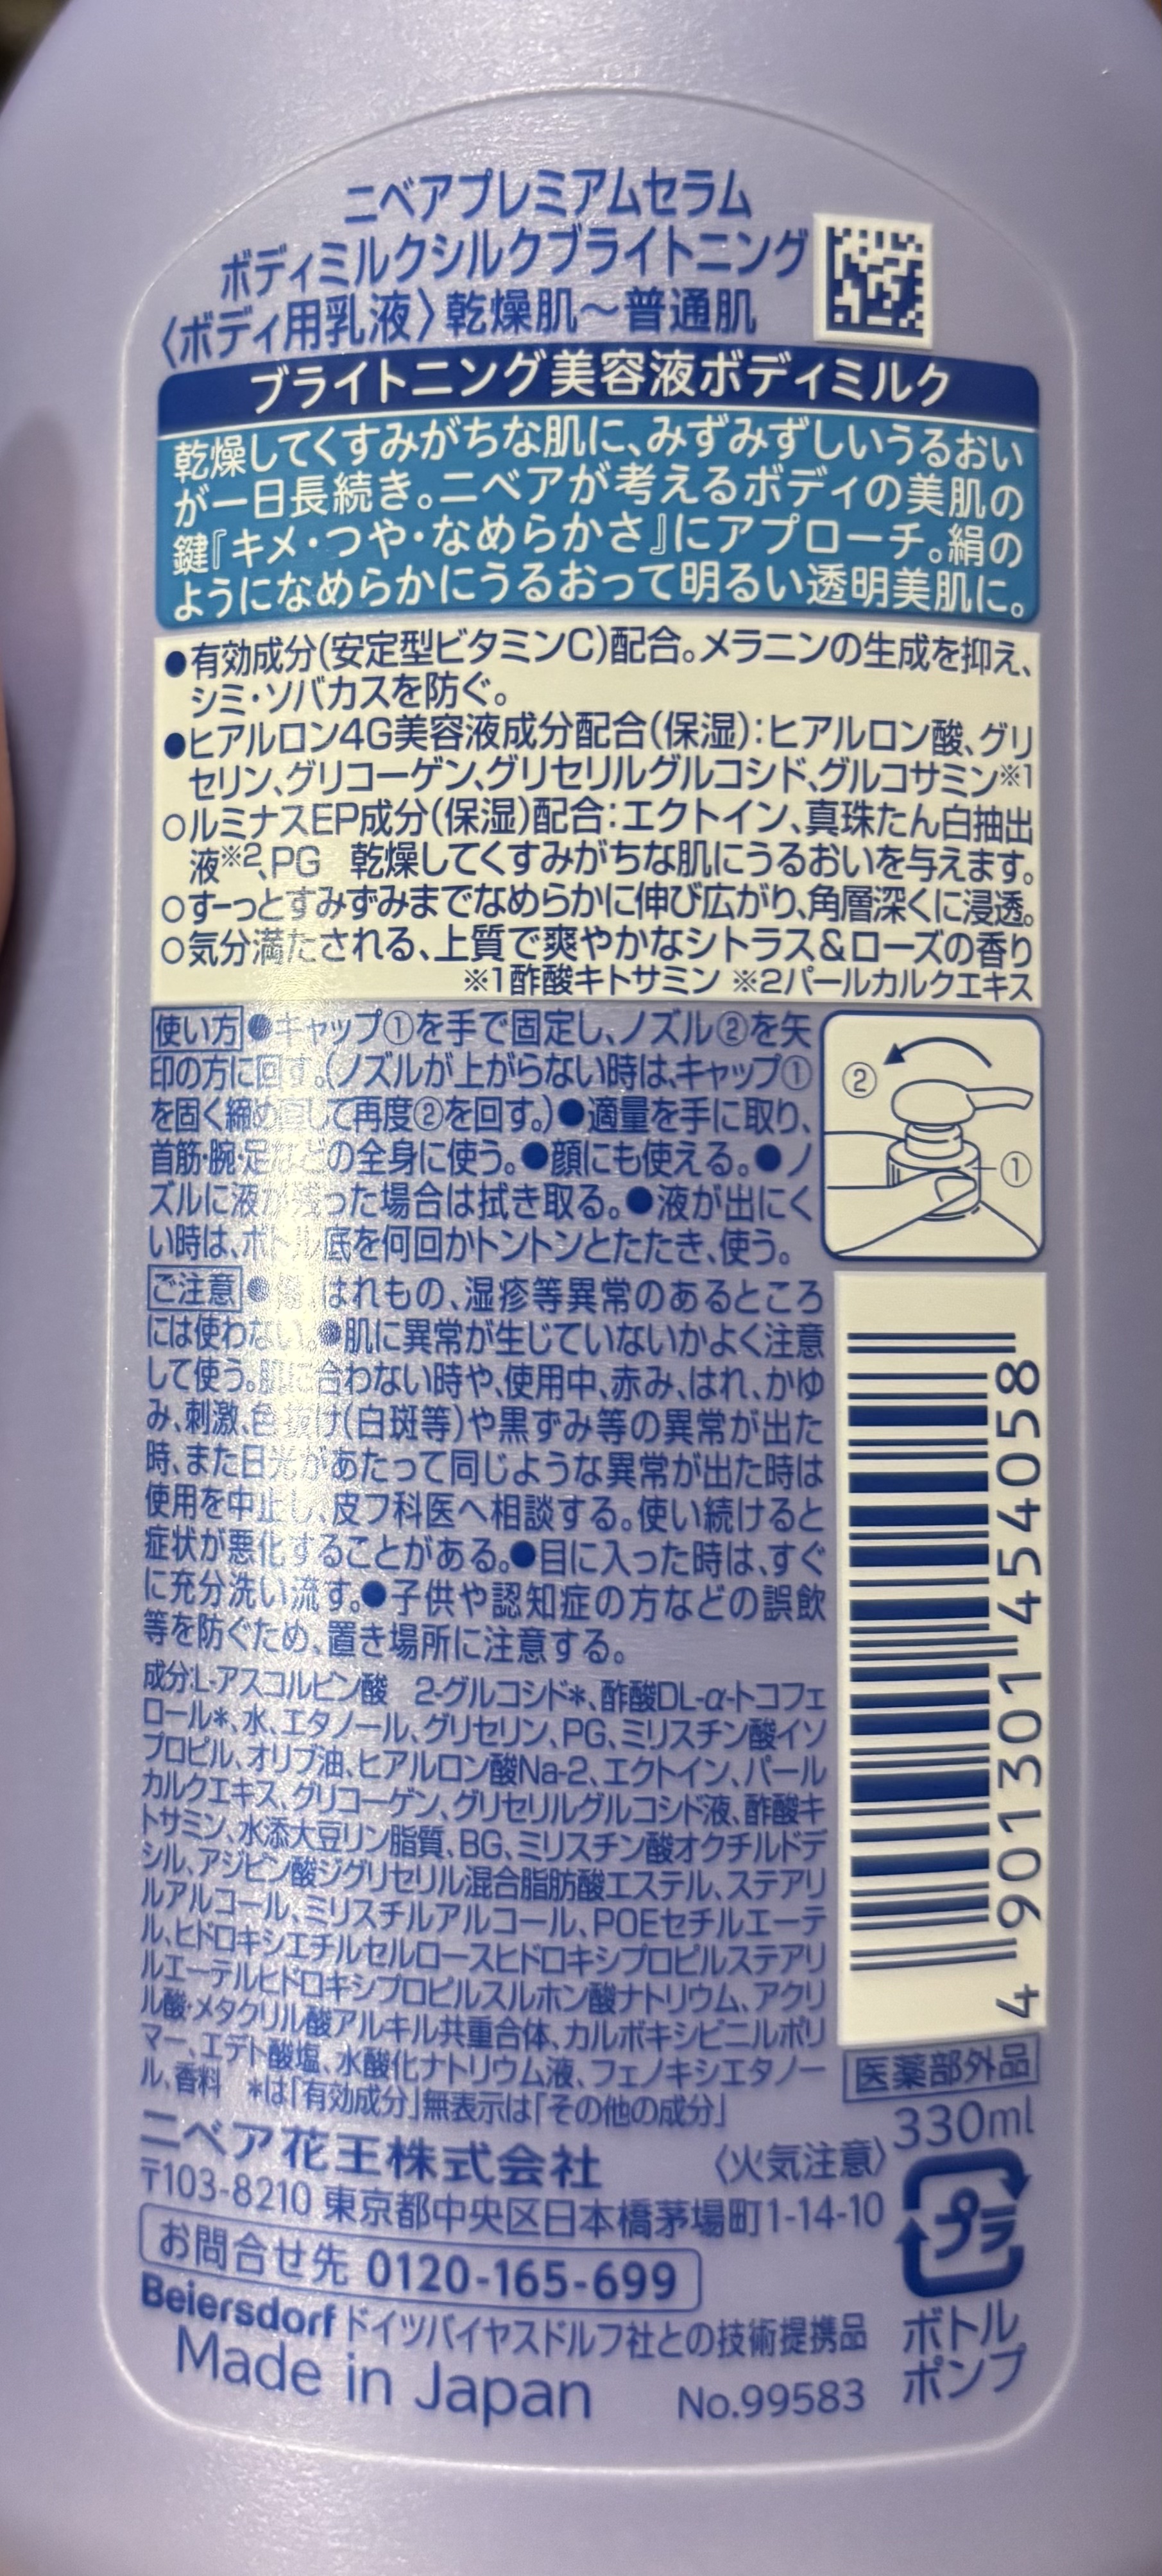 ニベアプレミアムセラム
ボディミルクシルクブライトニング
〈ボディ用乳液〉乾燥肌～普通肌
ブライトニング美容液ボディミルク
乾燥してくすみがちな肌に、みずみずしいうるおい
が一日長続き。ニベアが考えるボディの美肌の
鍵『キメ・つや・なめらかさ』にアプローチ。絹の
ようになめらかにうるおって明るい透明美肌に。
●有効成分(安定型ビタミンC)配合。メラニンの生成を抑え、
シミ・ソバカスを防ぐ。
●ヒアルロン4G美容液成分配合(保湿):ヒアルロン酸、グリ
セリン、グリコーゲン、グリセリルグルコシド、グルコサミン※1
○ルミナスEP成分(保湿)配合:エクトイン、真珠たん白抽出
液※2、PG 乾燥してくすみがちな肌にうるおいを与えます。
○すーっとすみずみまでなめらかに伸び広がり、角層深くに浸透。
○気分満たされる、上質で爽やかなシトラス&ローズの香り
※1酢酸キトサミン ※2パールカルクエキス
使い方 ●キャップ①を手で固定し、ノズル②を矢
印の方に回す。(ノズルが上がらない時は、キャップ①
を固く締め直して再度②を回す。)●適量を手に取り、
首筋・腕・足などの全身に使う。●顔にも使える。●ノ
ズルに液が残った場合は拭き取る。●液が出にく
い時は、ボトル底を何回かトントンとたたき、使う。
② ①
ご注意 ●傷、はれもの、湿疹等異常のあるところ
には使わない。●肌に異常が生じていないかよく注意
して使う。肌に合わない時や、使用中、赤み、はれ、かゆ
み、刺激、色抜け(白斑等)や黒ずみ等の異常が出た
時、また日光があたって同じような異常が出た時は
使用を中止し、皮フ科医へ相談する。使い続けると
症状が悪化することがある。●目に入った時は、すぐ
に充分洗い流す。●子供や認知症の方などの誤飲
等を防ぐため、置き場所に注意する。
成分:L-アスコルビン酸 2-グルコシド*、酢酸DL-α-トコフェ
ロール*、水、エタノール、グリセリン、PG、ミリスチン酸イソ
プロピル、オリブ油、ヒアルロン酸Na-2、エクトイン、パール
カルクエキス、グリコーゲン、グリセリルグルコシド液、酢酸キ
トサミン、水添大豆リン脂質、BG、ミリスチン酸オクチルドデ
シル、アジピン酸ジグリセリル混合脂肪酸エステル、ステアリ
ルアルコール、ミリスチルアルコール、POEセチルエーテ
ル、ヒドロキシエチルセルロースヒドロキシプロピルステアリ
ルエーテルヒドロキシプロピルスルホン酸ナトリウム、アクリ
ル酸・メタクリル酸アルキル共重合体、カルボキシビニルポリ
マー、エデト酸塩、水酸化ナトリウム液、フェノキシエタノー
ル、香料 *は「有効成分」無表示は「その他の成分」
4901301454058
医薬部外品
330ml
ニベア花王株式会社 〈火気注意〉
〒103-8210 東京都中央区日本橋茅場町1-14-10
お問合せ先 0120-165-699
Beiersdorf ドイツバイヤスドルフ社との技術提携品
Made in Japan No.99583
プラ
ボトル
ポンプ